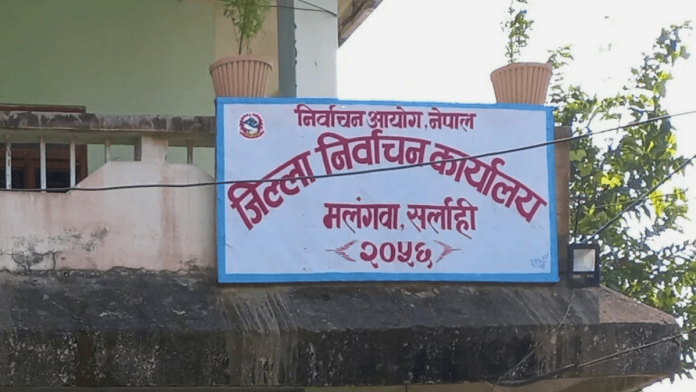 निर्वाचन आयोग, नेपाल
जिल्ला निर्वाचन कार्यालय
मलंगवा, सर्लाही
२०५६